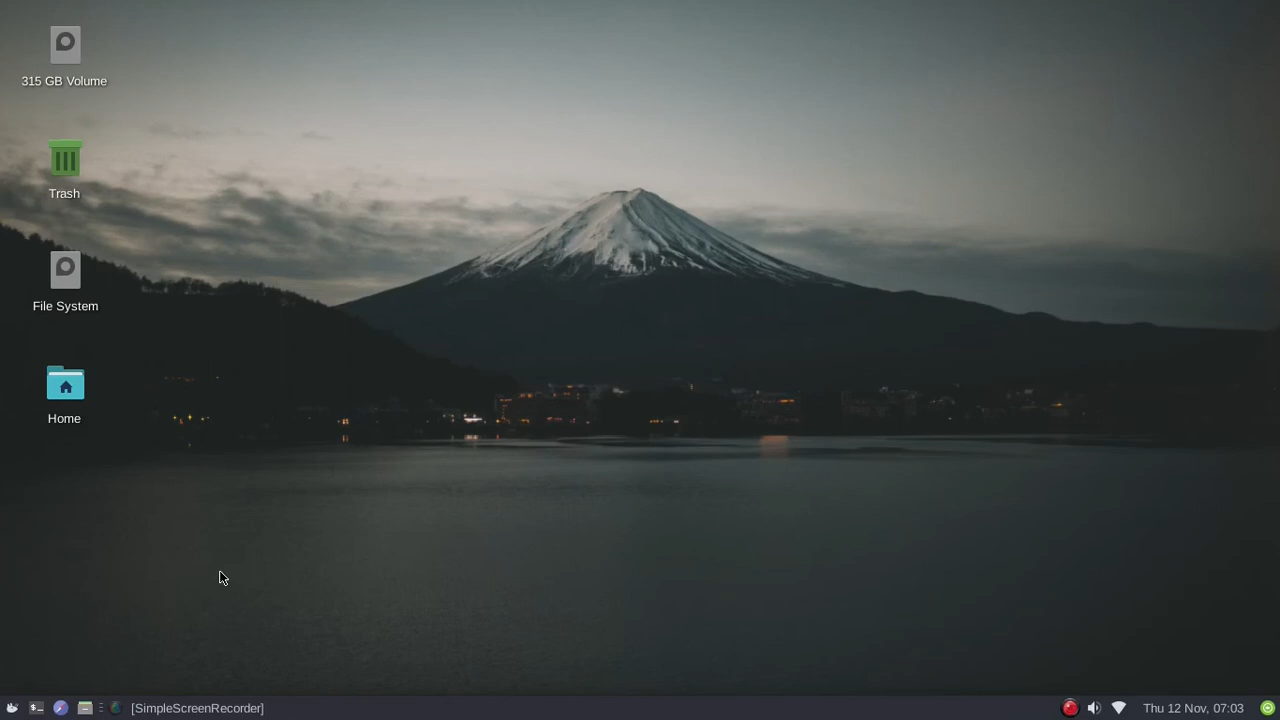 315 GB Volume
Trash
File System
Home
[SimpleScreenRecorder]
Thu 12 Nov, 07:03